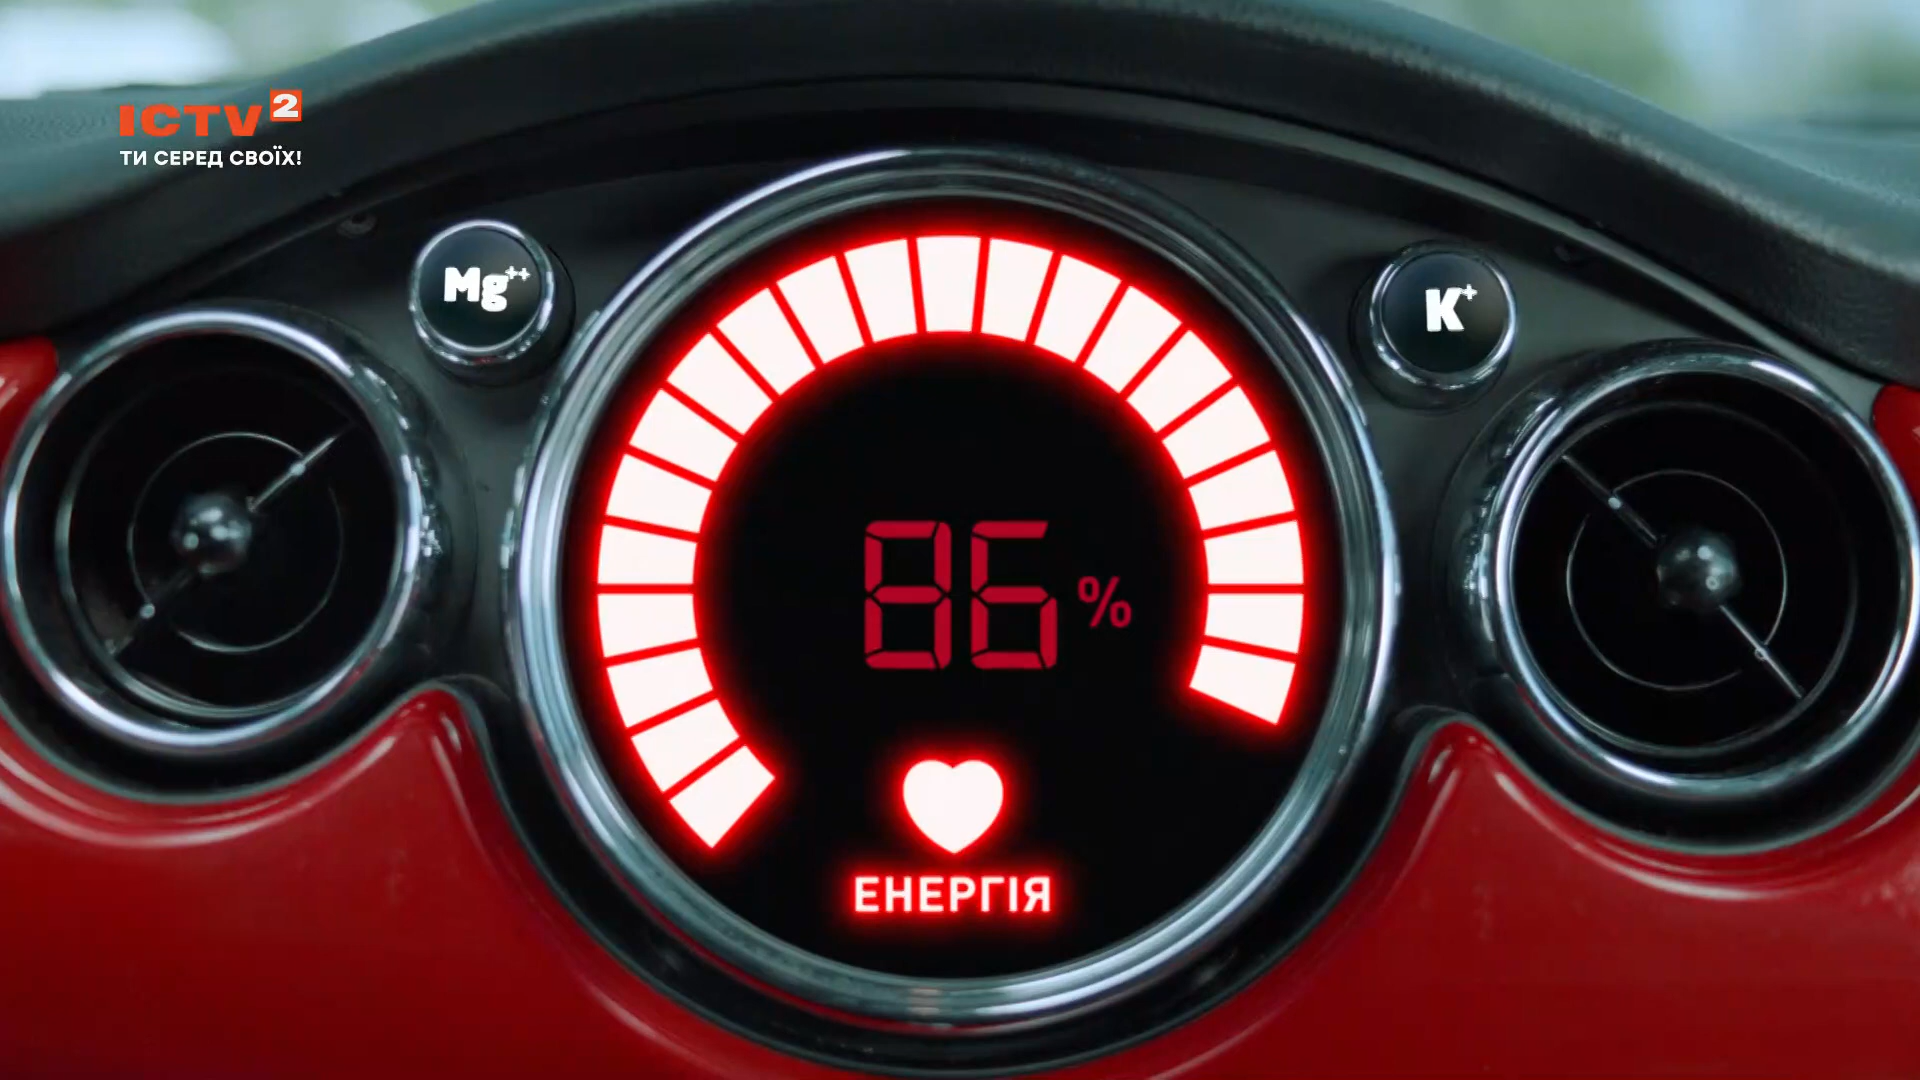 ICTV2
ТИ СЕРЕД СВОЇХ!
Mg++
K+
86 %
ЕНЕРГІЯ